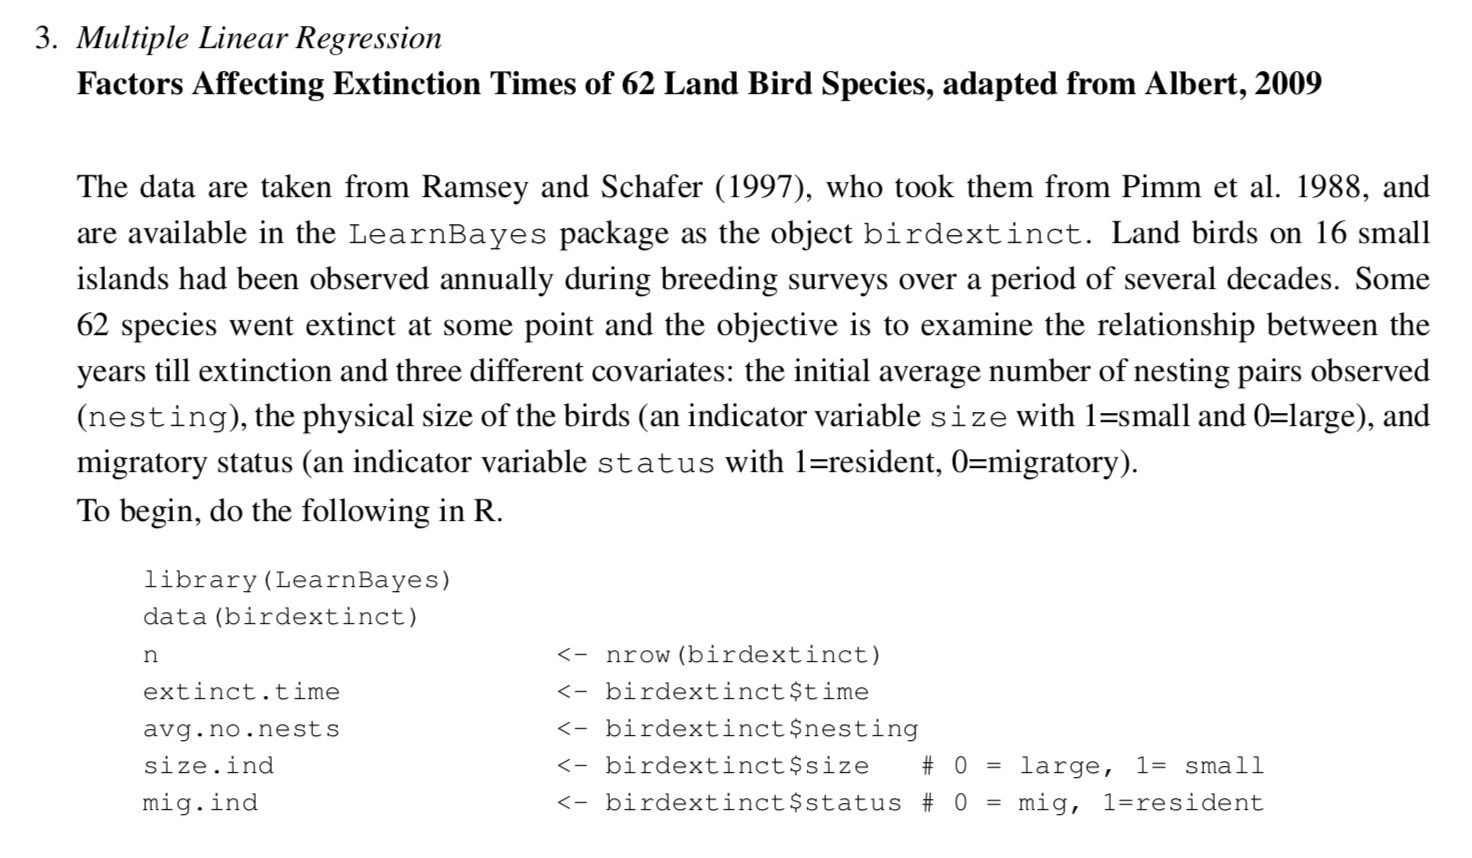 3. Multiple Linear Regression
Factors Affecting Extinction Times of 62 Land Bird Species, adapted from Albert, 2009
The data are taken from Ramsey and Schafer (1997), who took them from Pimm et al. 1988, and
are available in the LearnBayes package as the object birdextinct. Land birds on 16 small
islands had been observed annually during breeding surveys over a period of several decades. Some
62 species went extinct at some point and the objective is to examine the relationship between the
years till extinction and three different covariates: the initial average number of nesting pairs observed
(nesting), the physical size of the birds (an indicator variable size with 1=small and 0=large), and
migratory status (an indicator variable status with 1=resident, 0=migratory).
To begin, do the following in R.
library(LearnBayes)
data(birdextinct)
n <- nrow(birdextinct)
extinct.time <- birdextinct$time
avg.no.nests <- birdextinct$nesting
size.ind <- birdextinct$size # 0 = large, 1= small
mig.ind <- birdextinct$status # 0 = mig, 1=resident